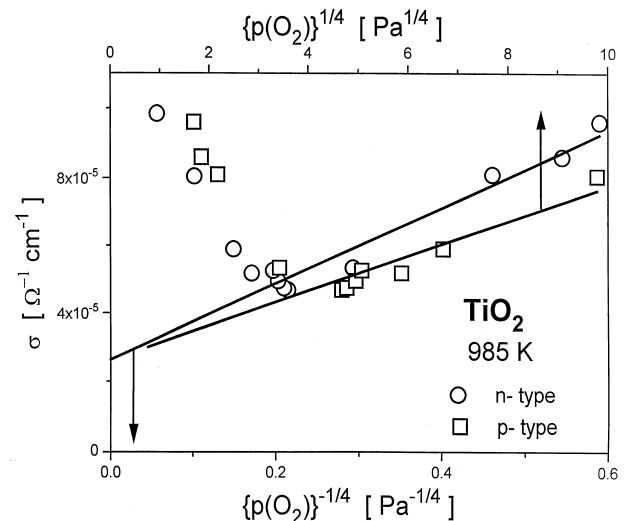 {p(O₂)}^1/4 [ Pa^1/4 ]
0 2 4 6 8 10
8x10⁻⁵
4x10⁻⁵
0
σ [ Ω⁻¹ cm⁻¹ ]
TiO₂
985 K
n- type
p- type
0.0 0.2 0.4 0.6
{p(O₂)}^-1/4 [ Pa^-1/4 ]